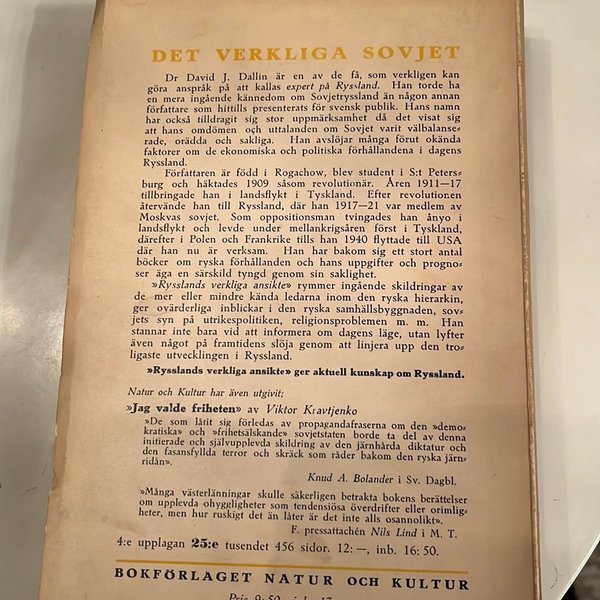 DET VERKLIGA SOVJET
Dr David J. Dallin är en av de få, som verkligen kan
göra anspråk på att kallas expert på Ryssland. Han torde ha
en mera ingående kännedom om Sovjetryssland än någon annan
författare som hittills presenterats för svensk publik. Hans namn
har också tilldragit sig stor uppmärksamhet då det visat sig
att hans omdömen och uttalanden om Sovjet varit välbalanse-
rade, orädda och sakliga. Han avslöjar många förut okända
faktorer om de ekonomiska och politiska förhållandena i dagens
Ryssland.
Författaren är född i Rogachow, blev student i S:t Peters-
burg och häktades 1909 såsom revolutionär. Åren 1911—17
tillbringade han i landsflykt i Tyskland. Efter revolutionen
återvände han till Ryssland, där han 1917—21 var medlem av
Moskvas sovjet. Som oppositionsman tvingades han ånyo i
landsflykt och levde under mellankrigsåren först i Tyskland,
därefter i Polen och Frankrike tills han 1940 flyttade till USA
där han nu är verksam. Han har bakom sig ett stort antal
böcker om ryska förhållanden och hans uppgifter och progno-
ser äga en särskild tyngd genom sin saklighet.
»Rysslands verkliga ansikte» rymmer ingående skildringar av
de mer eller mindre kända ledarna inom den ryska hierarkin,
ger ovärderliga inblickar i den ryska samhällsbyggnaden, sov-
jets syn på utrikespolitiken, religionsproblemen m. m. Han
stannar inte bara vid att informera om dagens läge, utan lyfter
även något på framtidens slöja genom att linjera upp den tro-
ligaste utvecklingen i Ryssland.
»Rysslands verkliga ansikte» ger aktuell kunskap om Ryssland.
Natur och Kultur har även utgivit:
»Jag valde friheten» av Viktor Kravtjenko
»De som låtit sig förledas av propagandafraserna om den »demo-
kratiska» och »frihetsälskande» sovjetstaten borde ta del av denna
initierade och självupplevda skildring av den järnhårda diktatur och
den fasansfyllda terror och skräck som råder bakom den ryska järn-
ridån».
Knud A. Bolander i Sv. Dagbl.
»Många västerlänningar skulle säkerligen betrakta bokens berättelser
om upplevda ohyggligheter som tendensiösa överdrifter eller orimlig-
heter, men hur ruskigt det än låter är det inte alls osannolikt».
F. pressattachén Nils Lind i M. T.
4:e upplagan 25:e tusendet 456 sidor. 12:—, inb. 16:50.
BOKFÖRLAGET NATUR OCH KULTUR
Pris 9:50, inb. 13:—